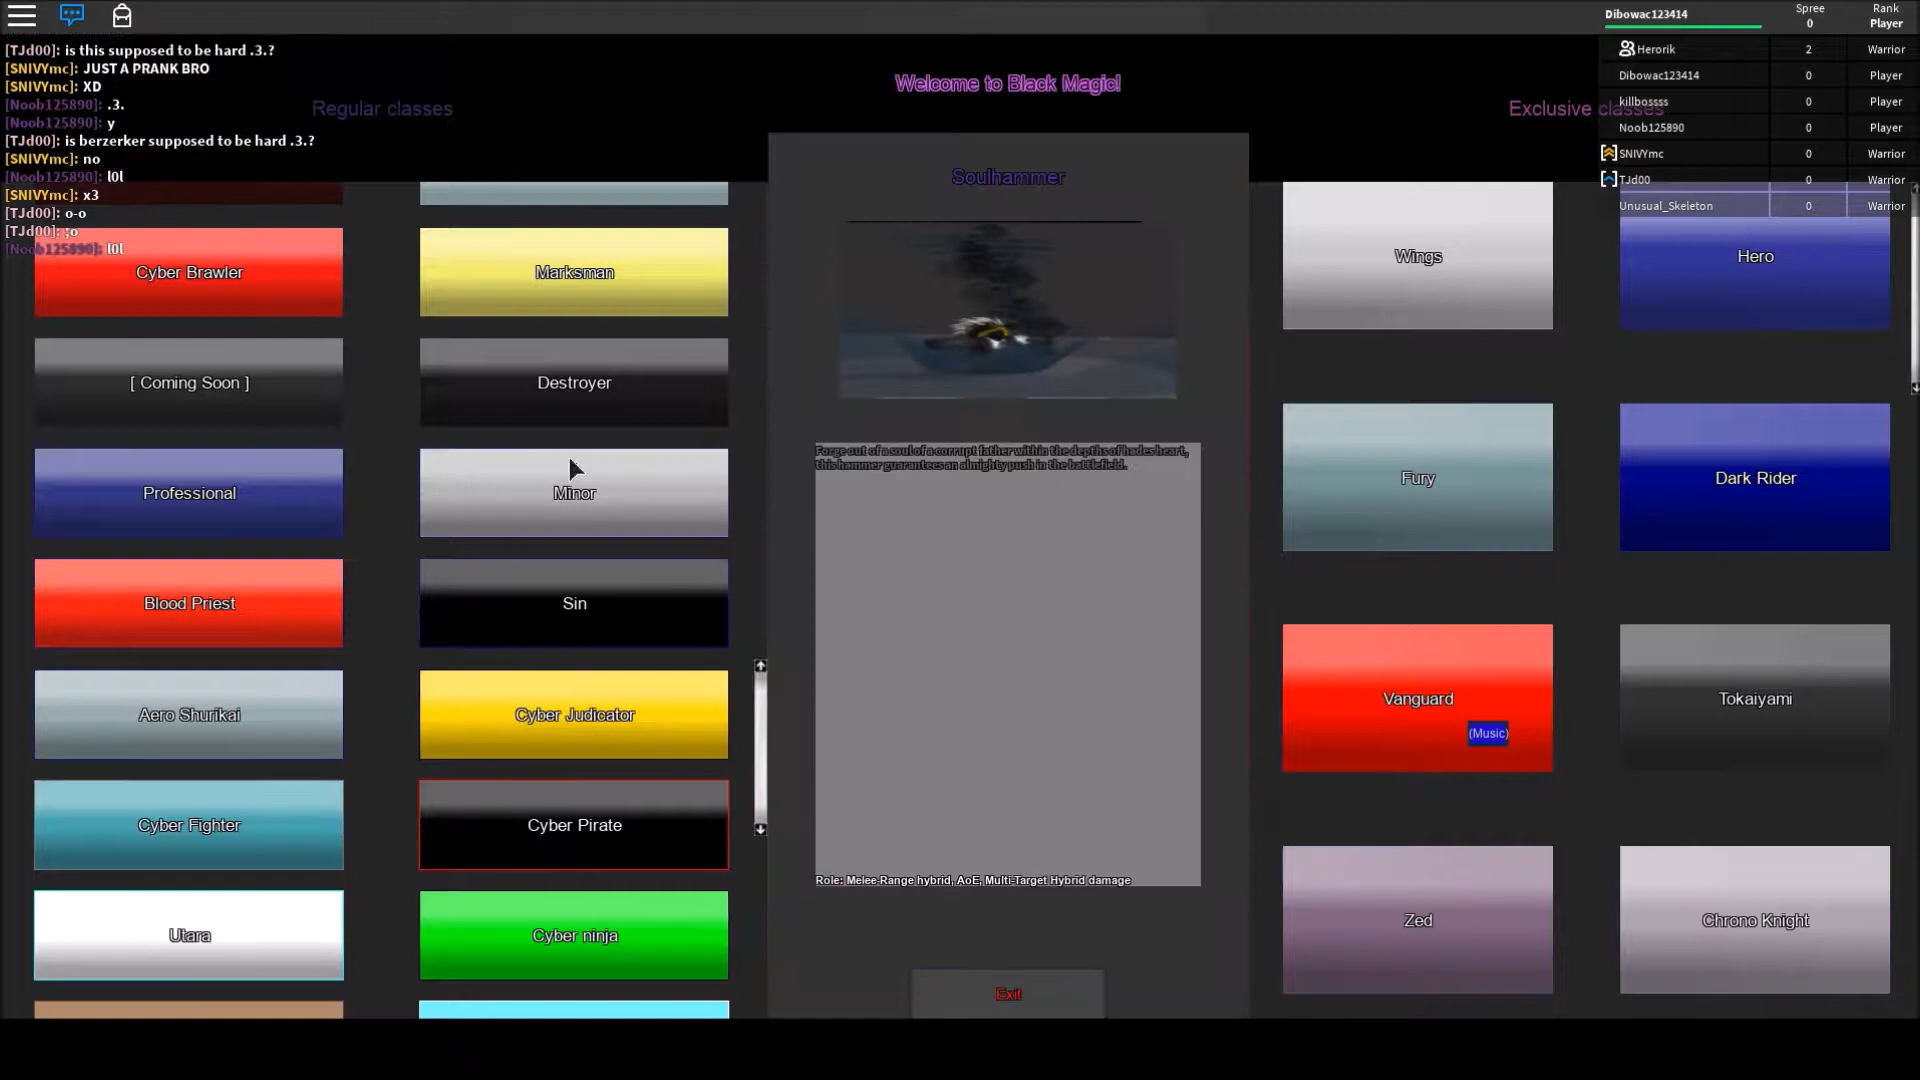 Dibowac123414
Spree
0
Rank
Player
[TJd00]: is this supposed to be hard .3.?
[SNIVYmc]: JUST A PRANK BRO
[SNIVYmc]: XD
[Noob125890]: .3.
[Noob125890]: y
[TJd00]: is berzerker supposed to be hard .3.?
[SNIVYmc]: no
[Noob125890]: l0l
[SNIVYmc]: x3
[TJd00]: o-o
[TJd00]: ;o
[Noob125890]: l0l
Herorik 2 Warrior
Dibowac123414 0 Player
killbossss 0 Player
Noob125890 0 Player
SNIVYmc 0 Warrior
TJd00 0 Warrior
Unusual_Skeleton 0 Warrior
Welcome to Black Magic!
Regular classes
Exclusive classes
Cyber Brawler
Marksman
[ Coming Soon ]
Destroyer
Professional
Minor
Blood Priest
Sin
Aero Shurikai
Cyber Judicator
Cyber Fighter
Cyber Pirate
Utara
Cyber ninja
Soulhammer
Forge out of a soul of a corrupt father within the depths of hades heart,
this hammer guarantees an almighty push in the battlefield.
Role: Melee-Range hybrid, AoE, Multi-Target Hybrid damage
Exit
Wings
Hero
Fury
Dark Rider
Vanguard
(Music)
Tokaiyami
Zed
Chrono Knight